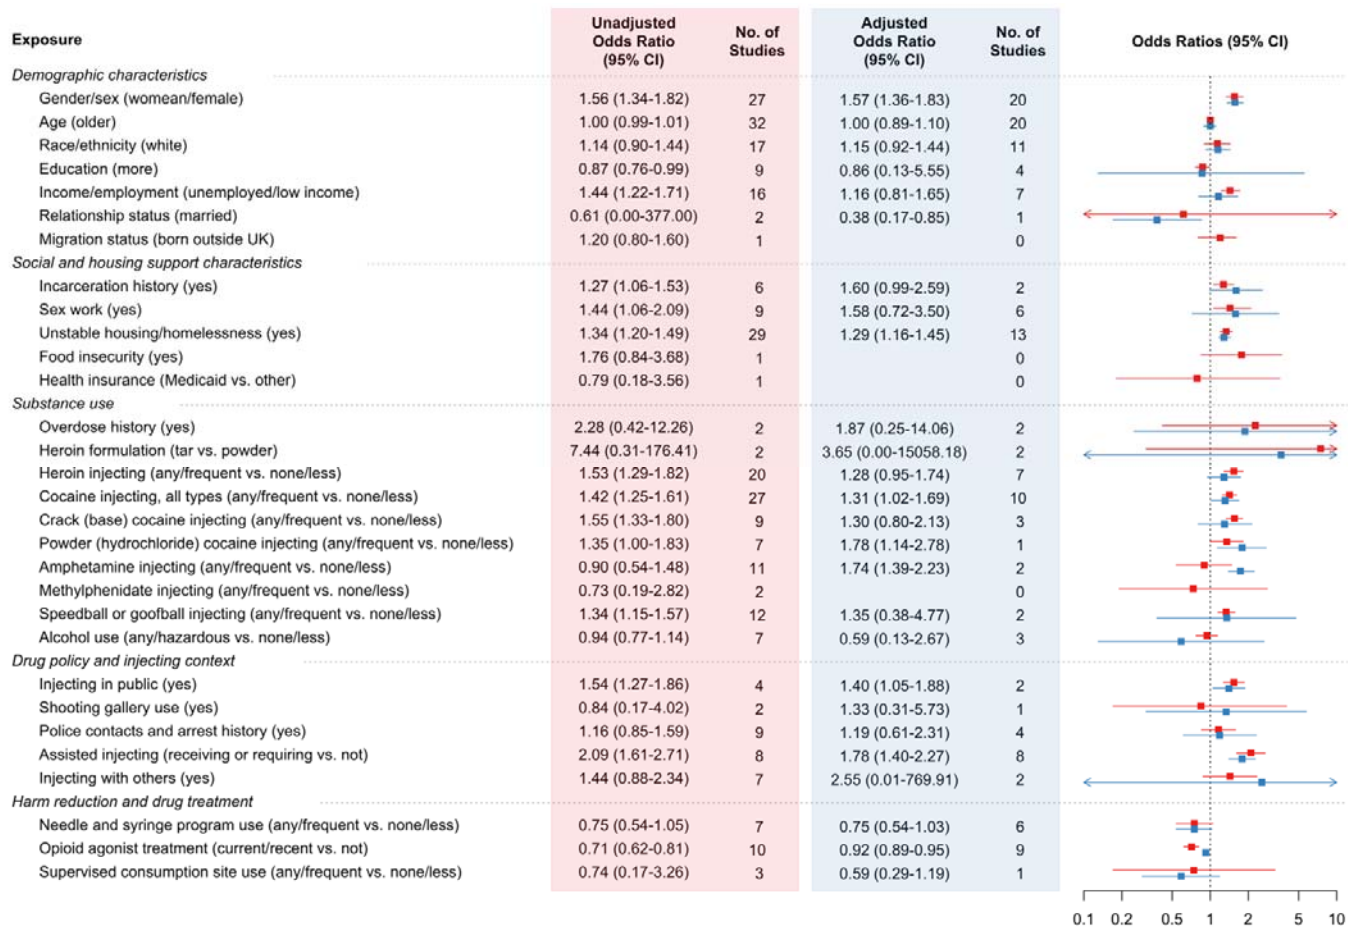 Exposure Unadjusted Odds Ratio (95% CI) No. of Studies Adjusted Odds Ratio (95% CI) No. of Studies Odds Ratios (95% CI)
Demographic characteristics
Gender/sex (womean/female) 1.56 (1.34-1.82) 27 1.57 (1.36-1.83) 20
Age (older) 1.00 (0.99-1.01) 32 1.00 (0.89-1.10) 20
Race/ethnicity (white) 1.14 (0.90-1.44) 17 1.15 (0.92-1.44) 11
Education (more) 0.87 (0.76-0.99) 9 0.86 (0.13-5.55) 4
Income/employment (unemployed/low income) 1.44 (1.22-1.71) 16 1.16 (0.81-1.65) 7
Relationship status (married) 0.61 (0.00-377.00) 2 0.38 (0.17-0.85) 1
Migration status (born outside UK) 1.20 (0.80-1.60) 1 0
Social and housing support characteristics
Incarceration history (yes) 1.27 (1.06-1.53) 6 1.60 (0.99-2.59) 2
Sex work (yes) 1.44 (1.06-2.09) 9 1.58 (0.72-3.50) 6
Unstable housing/homelessness (yes) 1.34 (1.20-1.49) 29 1.29 (1.16-1.45) 13
Food insecurity (yes) 1.76 (0.84-3.68) 1 0
Health insurance (Medicaid vs. other) 0.79 (0.18-3.56) 1 0
Substance use
Overdose history (yes) 2.28 (0.42-12.26) 2 1.87 (0.25-14.06) 2
Heroin formulation (tar vs. powder) 7.44 (0.31-176.41) 2 3.65 (0.00-15058.18) 2
Heroin injecting (any/frequent vs. none/less) 1.53 (1.29-1.82) 20 1.28 (0.95-1.74) 7
Cocaine injecting, all types (any/frequent vs. none/less) 1.42 (1.25-1.61) 27 1.31 (1.02-1.69) 10
Crack (base) cocaine injecting (any/frequent vs. none/less) 1.55 (1.33-1.80) 9 1.30 (0.80-2.13) 3
Powder (hydrochloride) cocaine injecting (any/frequent vs. none/less) 1.35 (1.00-1.83) 7 1.78 (1.14-2.78) 1
Amphetamine injecting (any/frequent vs. none/less) 0.90 (0.54-1.48) 11 1.74 (1.39-2.23) 2
Methylphenidate injecting (any/frequent vs. none/less) 0.73 (0.19-2.82) 2 0
Speedball or goofball injecting (any/frequent vs. none/less) 1.34 (1.15-1.57) 12 1.35 (0.38-4.77) 2
Alcohol use (any/hazardous vs. none/less) 0.94 (0.77-1.14) 7 0.59 (0.13-2.67) 3
Drug policy and injecting context
Injecting in public (yes) 1.54 (1.27-1.86) 4 1.40 (1.05-1.88) 2
Shooting gallery use (yes) 0.84 (0.17-4.02) 2 1.33 (0.31-5.73) 1
Police contacts and arrest history (yes) 1.16 (0.85-1.59) 9 1.19 (0.61-2.31) 4
Assisted injecting (receiving or requiring vs. not) 2.09 (1.61-2.71) 8 1.78 (1.40-2.27) 8
Injecting with others (yes) 1.44 (0.88-2.34) 7 2.55 (0.01-769.91) 2
Harm reduction and drug treatment
Needle and syringe program use (any/frequent vs. none/less) 0.75 (0.54-1.05) 7 0.75 (0.54-1.03) 6
Opioid agonist treatment (current/recent vs. not) 0.71 (0.62-0.81) 10 0.92 (0.89-0.95) 9
Supervised consumption site use (any/frequent vs. none/less) 0.74 (0.17-3.26) 3 0.59 (0.29-1.19) 1
0.1 0.2 0.5 1 2 5 10